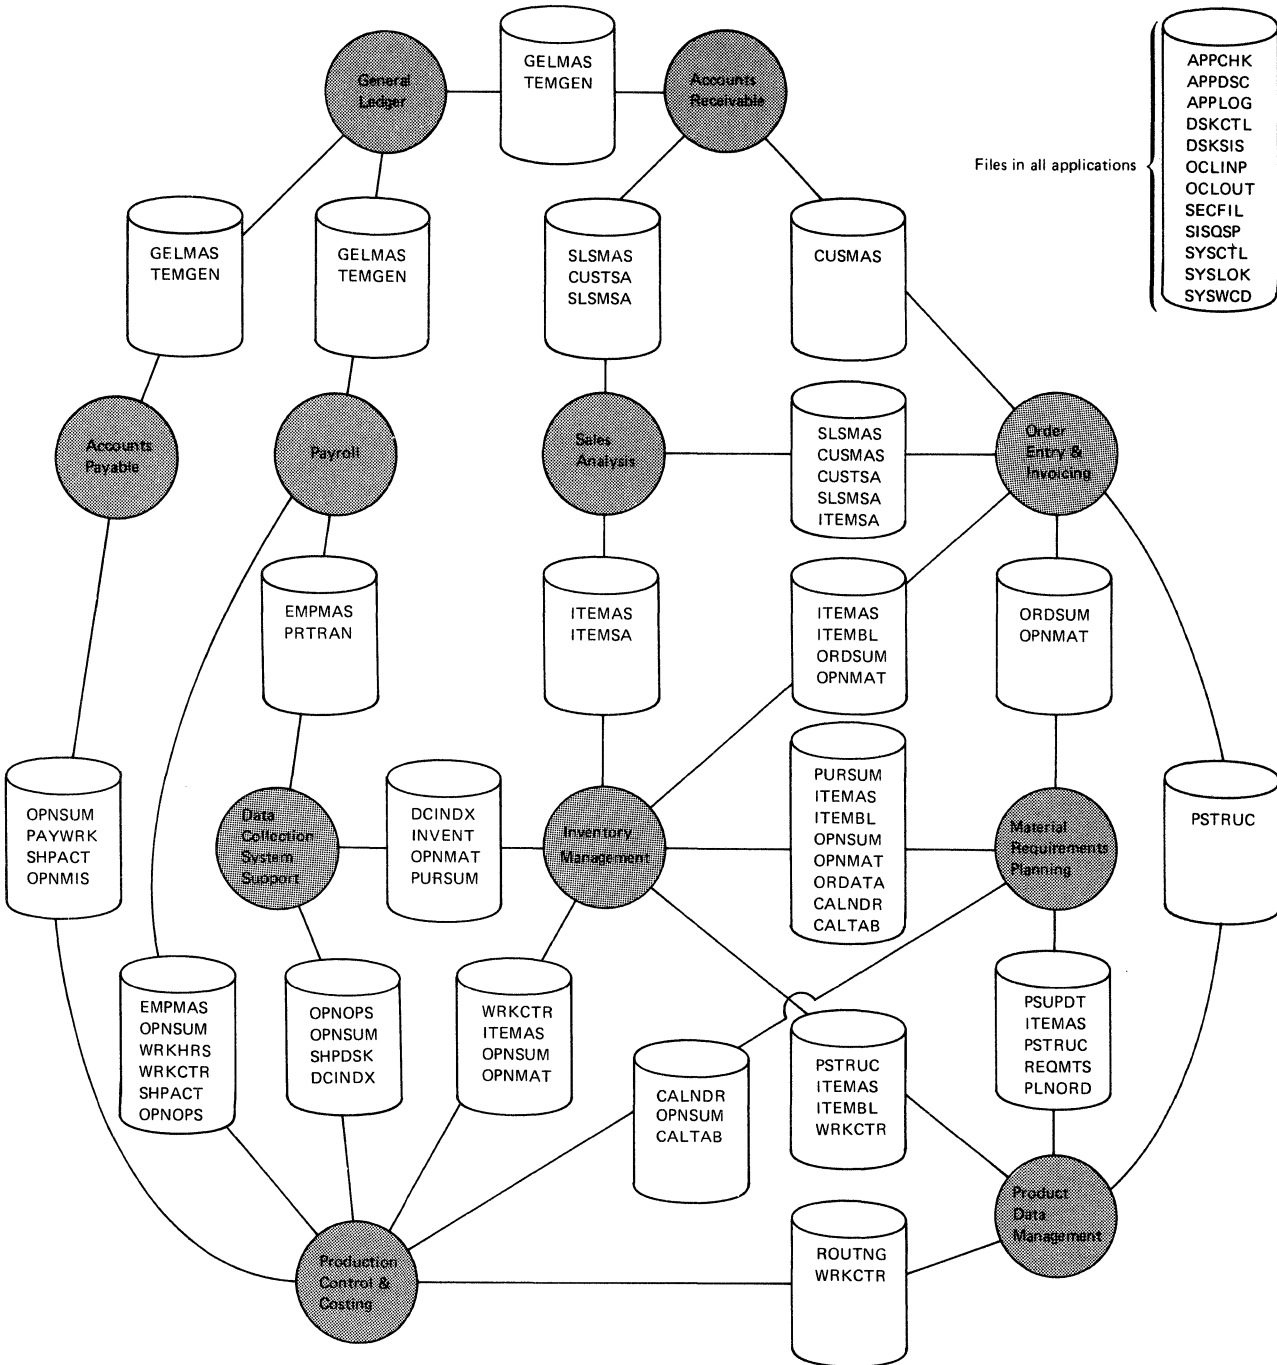 General
Ledger
GELMAS
TEMGEN
Accounts
Receivable
Files in all applications
APPCHK
APPDSC
APPLOG
DSKCTL
DSKSIS
OCLINP
OCLOUT
SECFIL
SISQSP
SYSCTL
SYSLOK
SYSWCD
GELMAS
TEMGEN
GELMAS
TEMGEN
SLSMAS
CUSTSA
SLSMSA
CUSMAS
Accounts
Payable
Payroll
Sales
Analysis
SLSMAS
CUSMAS
CUSTSA
SLSMSA
ITEMSA
Order
Entry &
Invoicing
EMPMAS
PRTRAN
ITEMAS
ITEMSA
ITEMAS
ITEMBL
ORDSUM
OPNMAT
ORDSUM
OPNMAT
OPNSUM
PAYWRK
SHPACT
OPNMIS
Data
Collection
System
Support
DCINDX
INVENT
OPNMAT
PURSUM
Inventory
Management
PURSUM
ITEMAS
ITEMBL
OPNSUM
OPNMAT
ORDATA
CALNDR
CALTAB
Material
Requirements
Planning
PSTRUC
EMPMAS
OPNSUM
WRKHRS
WRKCTR
SHPACT
OPNOPS
OPNOPS
OPNSUM
SHPDSK
DCINDX
WRKCTR
ITEMAS
OPNSUM
OPNMAT
CALNDR
OPNSUM
CALTAB
PSTRUC
ITEMAS
ITEMBL
WRKCTR
PSUPDT
ITEMAS
PSTRUC
REQMTS
PLNORD
Production
Control &
Costing
ROUTNG
WRKCTR
Product
Data
Management